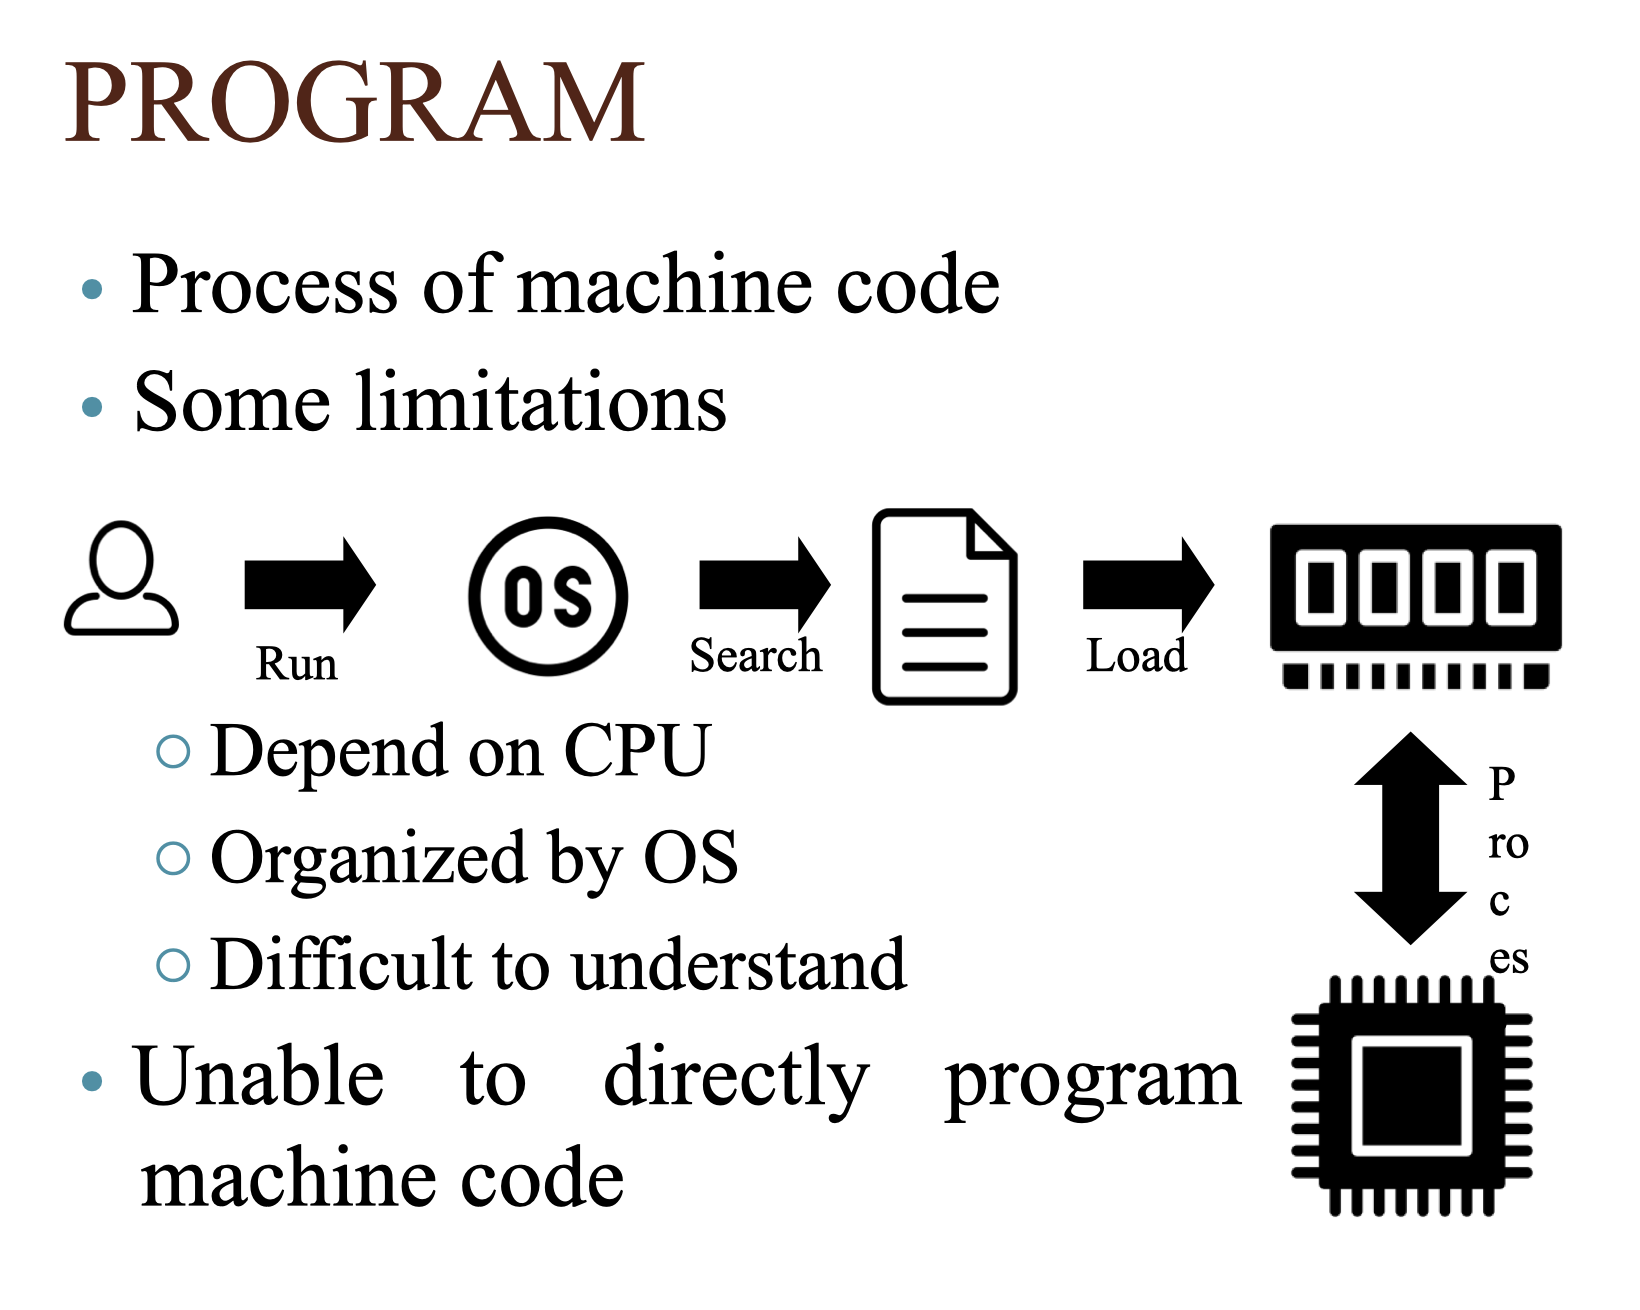 PROGRAM
• Process of machine code
• Some limitations
OS
Run
Search
Load
○ Depend on CPU
○ Organized by OS
○ Difficult to understand
P
ro
c
es
• Unable to directly program
machine code